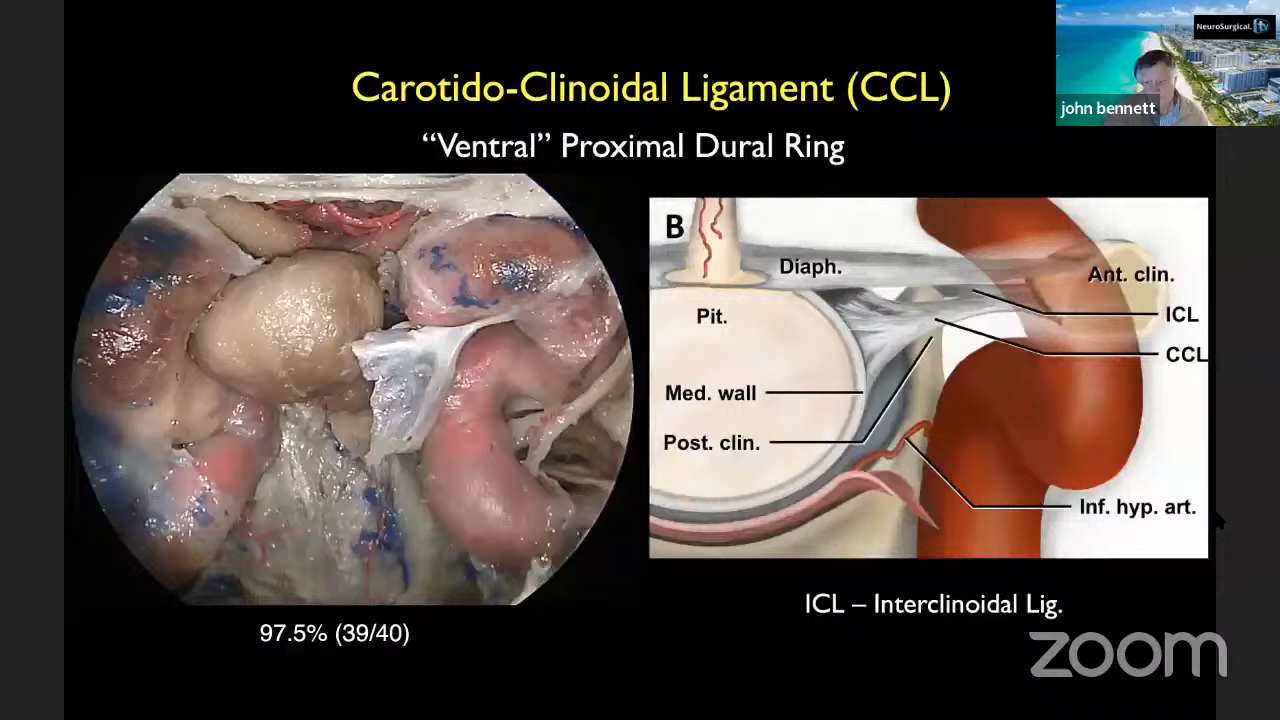 NeuroSurgical.tv
john bennett
Carotido-Clinoidal Ligament (CCL)
“Ventral” Proximal Dural Ring
B
Diaph.
Ant. clin.
Pit.
ICL
CCL
Med. wall
Post. clin.
Inf. hyp. art.
97.5% (39/40)
ICL – Interclinoidal Lig.
zoom